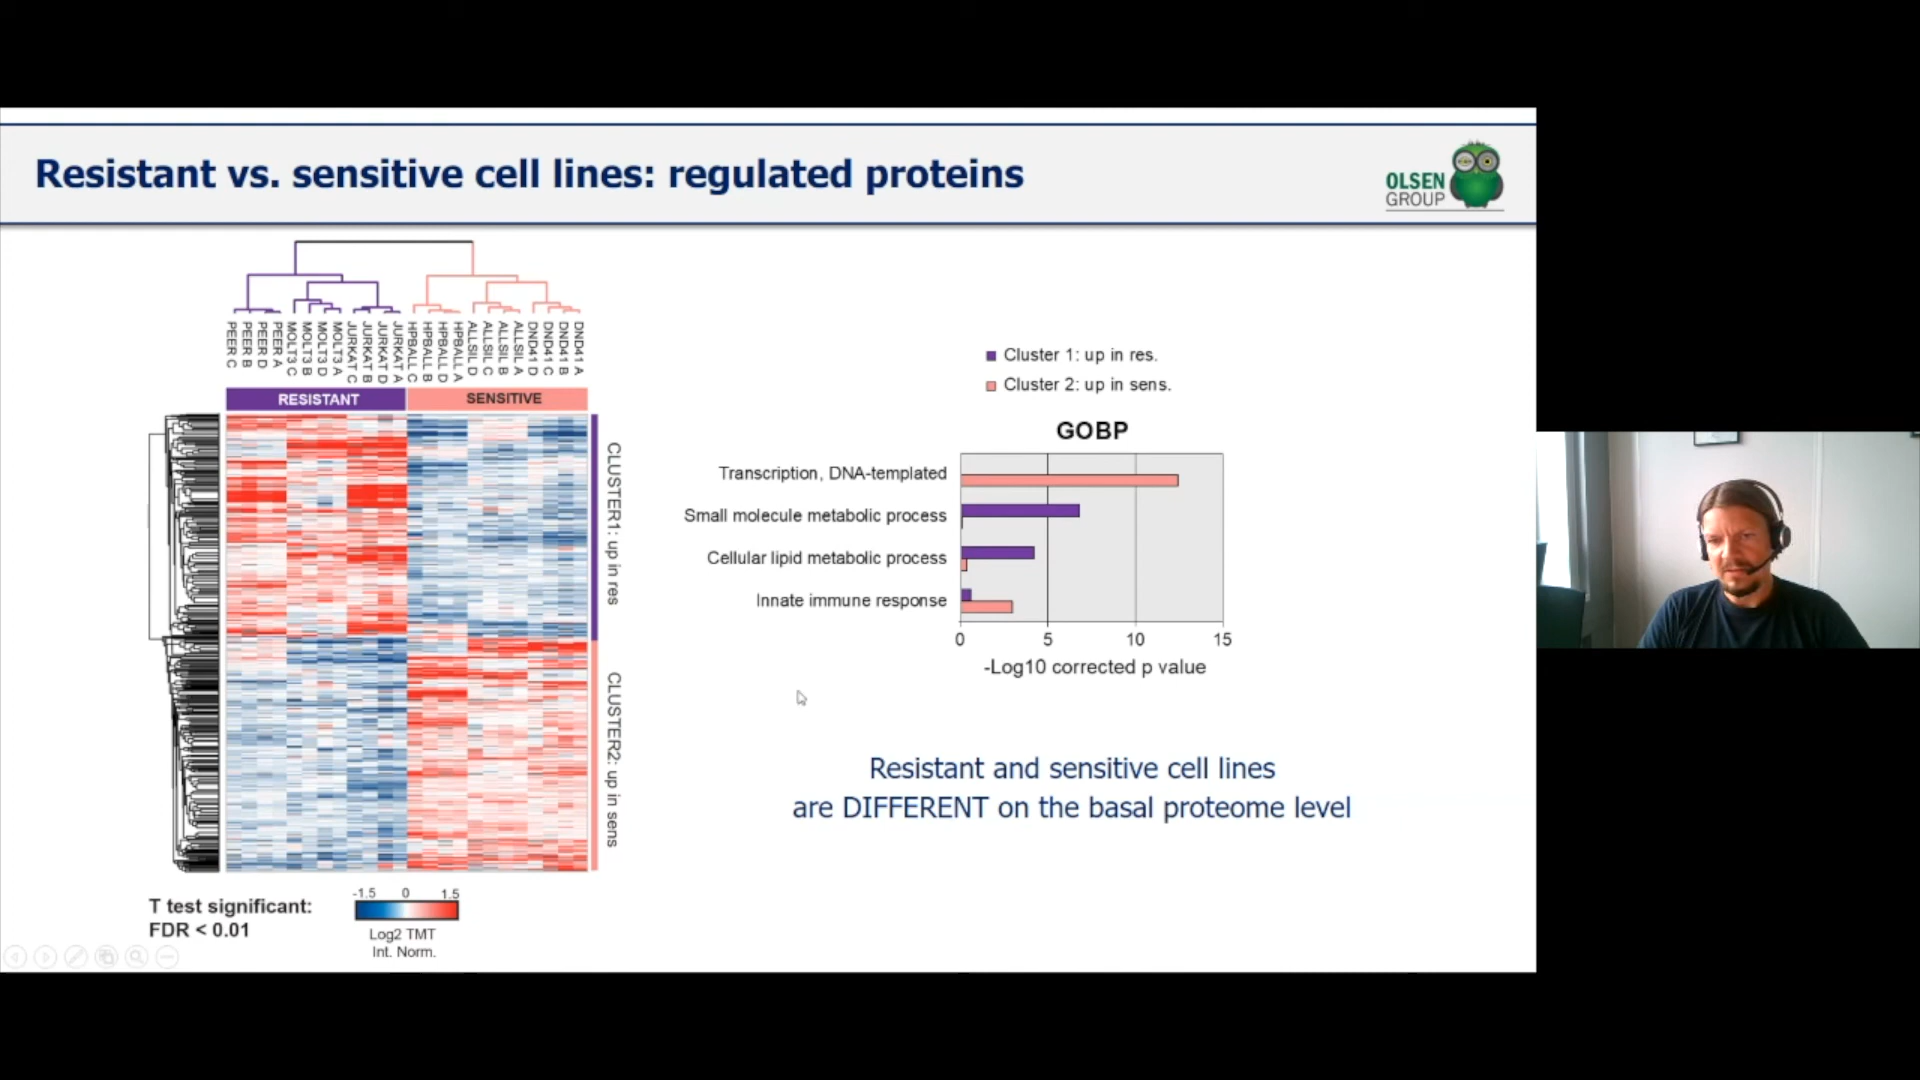 Resistant vs. sensitive cell lines: regulated proteins
OLSEN
GROUP
PEER C
PEER B
PEER D
PEER A
MOLT3 C
MOLT3 B
MOLT3 D
MOLT3 A
JURKAT C
JURKAT B
JURKAT D
JURKAT A
HPBALL C
HPBALL B
HPBALL D
HPBALL A
ALLSIL D
ALLSIL C
ALLSIL B
ALLSIL A
DND41 D
DND41 C
DND41 B
DND41 A
RESISTANT
SENSITIVE
CLUSTER1: up in res
CLUSTER2: up in sens
T test significant:
FDR < 0.01
-1.5 0 1.5
Log2 TMT
Int. Norm.
Cluster 1: up in res.
Cluster 2: up in sens.
GOBP
Transcription, DNA-templated
Small molecule metabolic process
Cellular lipid metabolic process
Innate immune response
0 5 10 15
-Log10 corrected p value
Resistant and sensitive cell lines
are DIFFERENT on the basal proteome level